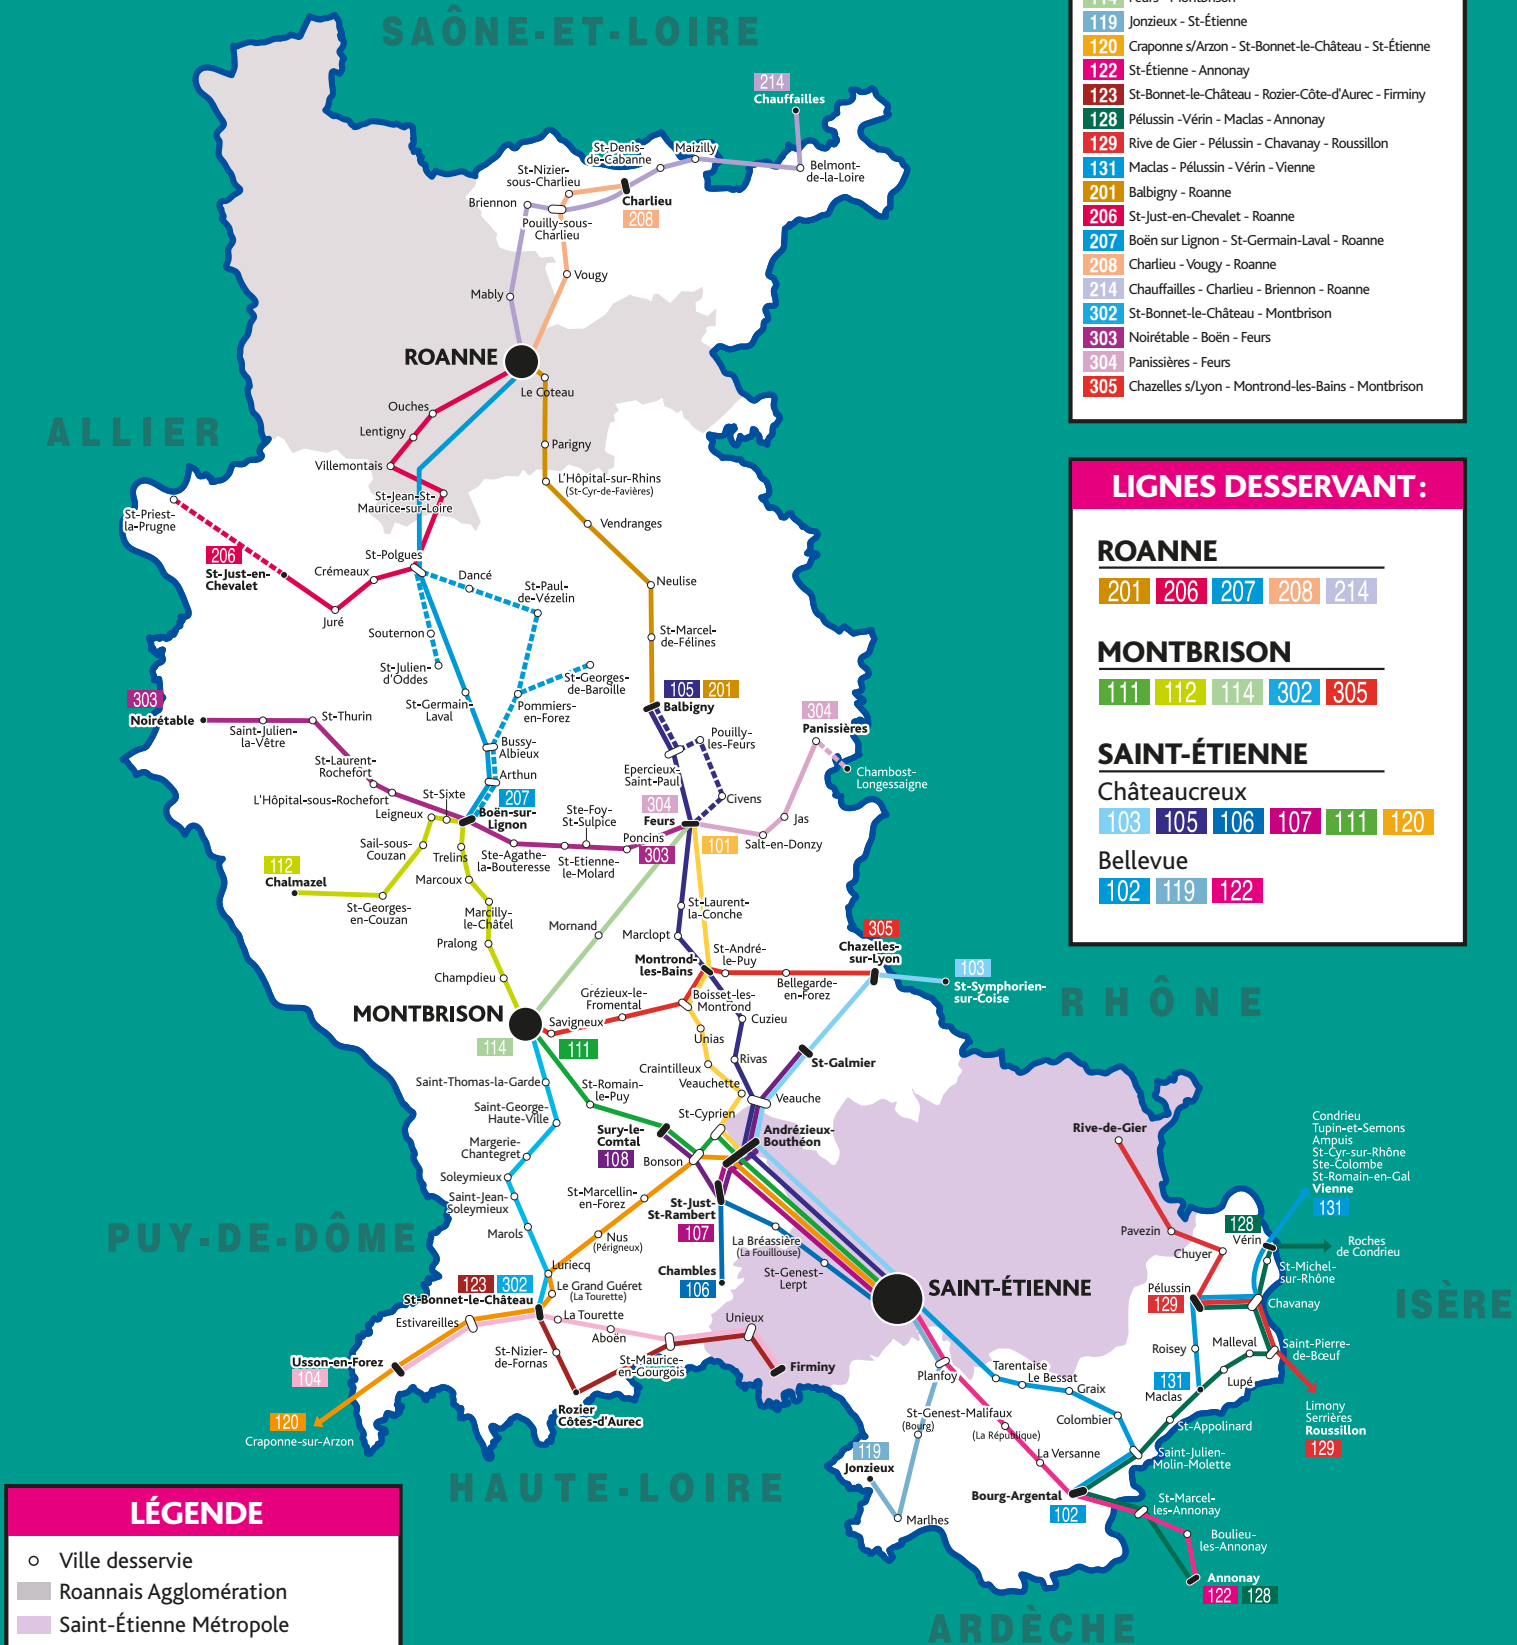 SAÔNE-ET-LOIRE
ALLIER
PUY-DE-DÔME
HAUTE-LOIRE
ARDÈCHE
RHÔNE
ISÈRE
114 Feurs - Montbrison
119 Jonzieux - St-Étienne
120 Craponne s/Arzon - St-Bonnet-le-Château - St-Étienne
122 St-Étienne - Annonay
123 St-Bonnet-le-Château - Rozier-Côte-d'Aurec - Firminy
128 Pélussin -Vérin - Maclas - Annonay
129 Rive de Gier - Pélussin - Chavanay - Roussillon
131 Maclas - Pélussin - Vérin - Vienne
201 Balbigny - Roanne
206 St-Just-en-Chevalet - Roanne
207 Boën sur Lignon - St-Germain-Laval - Roanne
208 Charlieu - Vougy - Roanne
214 Chauffailles - Charlieu - Briennon - Roanne
302 St-Bonnet-le-Château - Montbrison
303 Noirétable - Boën - Feurs
304 Panissières - Feurs
305 Chazelles s/Lyon - Montrond-les-Bains - Montbrison
LIGNES DESSERVANT :
ROANNE
201 206 207 208 214
MONTBRISON
111 112 114 302 305
SAINT-ÉTIENNE
Châteaucreux
103 105 106 107 111 120
Bellevue
102 119 122
214
Chauffailles
St-Denis-
de-Cabanne
Maizilly
Belmont-
de-la-Loire
St-Nizier-
sous-Charlieu
Charlieu
208
Briennon
Pouilly-sous-
Charlieu
Vougy
Mably
ROANNE
Le Coteau
Ouches
Lentigny
Villemontais
St-Jean-St-
Maurice-sur-Loire
Parigny
L'Hôpital-sur-Rhins
(St-Cyr-de-Favières)
Vendranges
St-Priest-
la-Prugne
206
St-Just-en-
Chevalet
Crémeaux
St-Polgues
Juré
Dancé
St-Paul-
de-Vézelin
Neulise
Souternon
St-Julien-
d'Oddes
St-Marcel-
de-Félines
St-Georges-
de-Baroille
St-Germain-
Laval
Pommiers-
en-Forez
105 201
Balbigny
303
Noirétable
Saint-Julien-
la-Vêtre
St-Thurin
St-Laurent-
Rochefort
L'Hôpital-sous-Rochefort
Bussy-
Albieux
Arthun
207
Boën-sur-
Lignon
St-Sixte
Leigneux
Sail-sous-
Couzan
Trelins
Pouilly-
les-Feurs
Epercieux-
Saint-Paul
Civens
304
Panissières
Chambost-
Longessaigne
Jas
Salt-en-Donzy
304
Feurs
101
303
Poncins
Ste-Foy-
St-Sulpice
St-Etienne-
le-Molard
Ste-Agathe-
la-Bouteresse
112
Chalmazel
St-Georges-
en-Couzan
Marcoux
Marcilly-
le-Châtel
Pralong
Champdieu
Mornand
St-Laurent-
la-Conche
Marclopt
St-André-
le-Puy
Montrond-
les-Bains
305
Chazelles-
sur-Lyon
Bellegarde-
en-Forez
103
St-Symphorien-
sur-Coise
MONTBRISON
114
111
Savigneux
Grézieux-le-
Fromental
Boisset-les-
Montrond
Cuzieu
Unias
Rivas
Craintilleux
Veauchette
Veauche
St-Galmier
Saint-Thomas-la-Garde
St-Romain-
le-Puy
Saint-George-
Haute-Ville
St-Cyprien
Sury-le-
Comtal
108
Andrézieux-
Bouthéon
Bonson
Margerie-
Chantegret
Soleymieux
Saint-Jean-
Soleymieux
Marols
St-Marcellin-
en-Forez
St-Just-
St-Rambert
107
La Bréassière
(La Fouillouse)
St-Genest-
Lerpt
Nus
(Périgneux)
Luriecq
Chambles
106
123 302
St-Bonnet-le-Château
Le Grand Guéret
(La Tourette)
La Tourette
Aboën
Estivareilles
Usson-en-Forez
104
120
Craponne-sur-Arzon
St-Nizier-
de-Fornas
St-Maurice-
en-Gourgois
Unieux
Firminy
Rozier
Côtes-d'Aurec
SAINT-ÉTIENNE
Rive-de-Gier
Condrieu
Tupin-et-Semons
Ampuis
St-Cyr-sur-Rhône
Ste-Colombe
St-Romain-en-Gal
Vienne
131
128
Vérin
Roches
de Condrieu
St-Michel-
sur-Rhône
Pavezin
Chuyer
Pélussin
129
Chavanay
Malleval
Saint-Pierre-
de-Bœuf
Roisey
Lupé
131
Maclas
Limony
Serrières
Roussillon
129
St-Appolinard
Planfoy
Tarentaise
Le Bessat
Graix
Colombier
Saint-Julien-
Molin-Molette
St-Genest-Malifaux
(Bourg)
(La République)
La Versanne
119
Jonzieux
Marlhes
Bourg-Argental
102
St-Marcel-
les-Annonay
Boulieu-
les-Annonay
Annonay
122 128
LÉGENDE
Ville desservie
Roannais Agglomération
Saint-Étienne Métropole